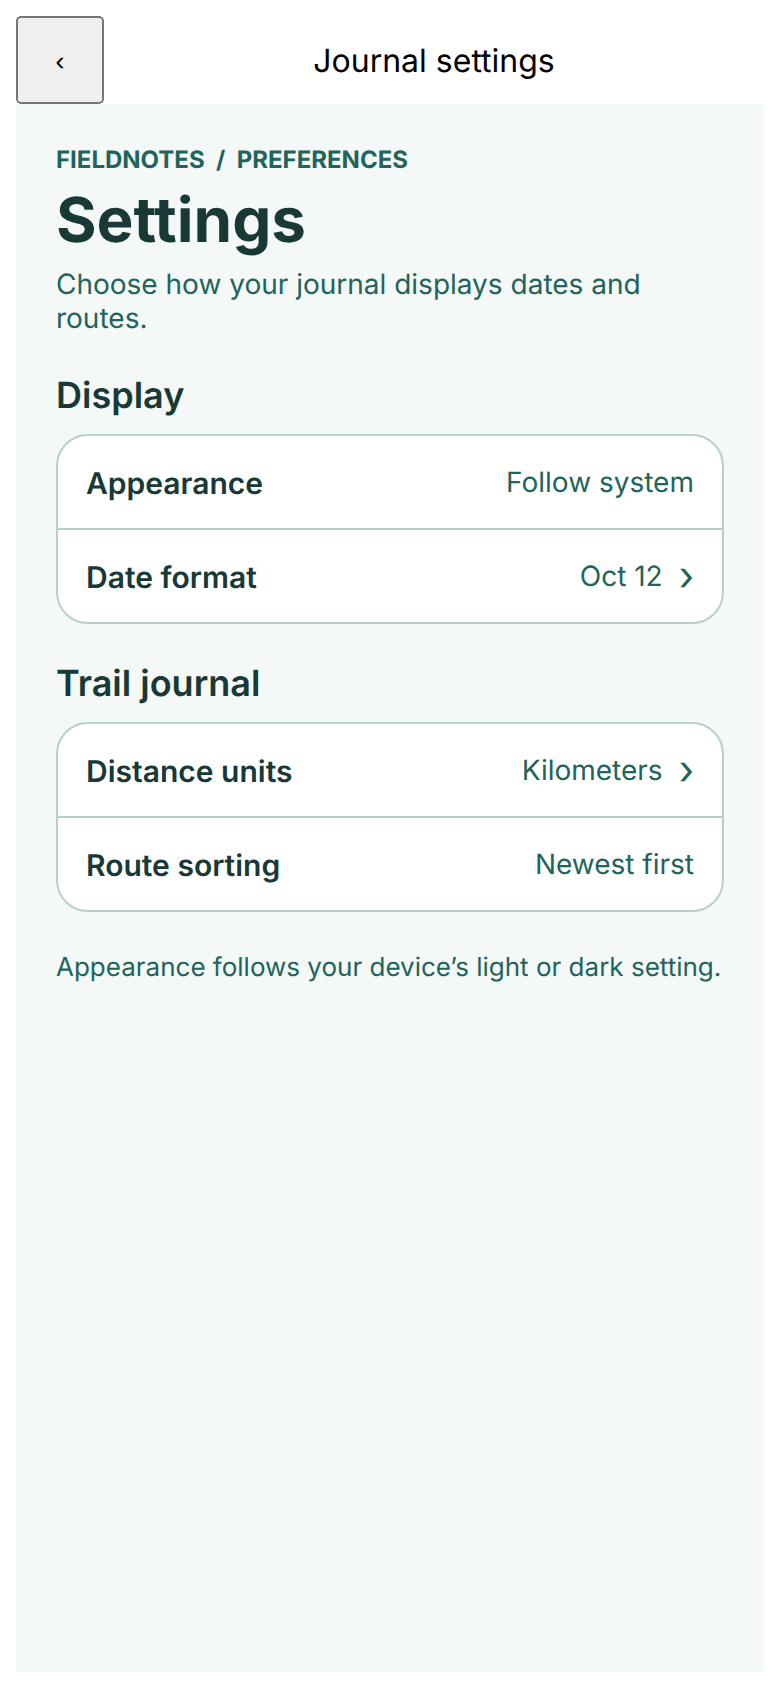 ‹ Journal settings
FIELDNOTES / PREFERENCES
Settings
Choose how your journal displays dates and
routes.
Display
Appearance Follow system
Date format Oct 12 ›
Trail journal
Distance units Kilometers ›
Route sorting Newest first
Appearance follows your device’s light or dark setting.